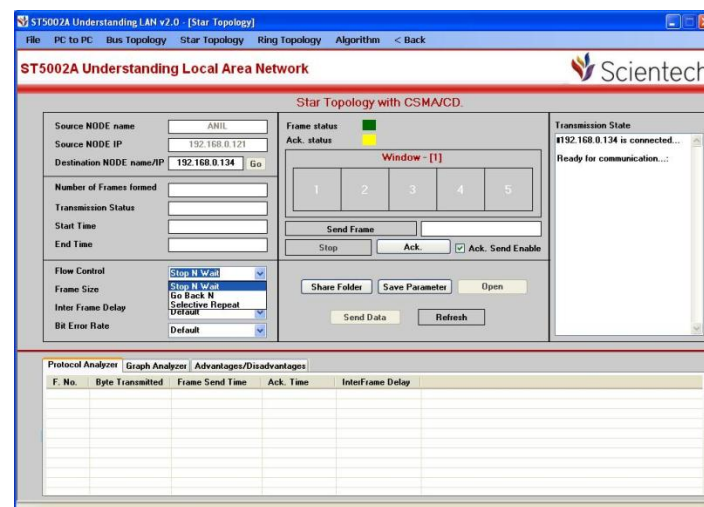 ST5002A Understanding LAN v2.0 - [Star Topology]
File PC to PC Bus Topology Star Topology Ring Topology Algorithm < Back
ST5002A Understanding Local Area Network
Scientech
Star Topology with CSMA/CD.
Source NODE name ANIL
Source NODE IP 192.168.0.121
Destination NODE name/IP 192.168.0.134 Go
Number of Frames formed
Transmission Status
Start Time
End Time
Flow Control Stop N Wait
Stop N Wait
Go Back N
Selective Repeat
Frame Size
Inter Frame Delay Default
Bit Error Rate Default
Frame status
Ack. status
Window - [1]
1 2 3 4 5
Send Frame
Stop Ack. Ack. Send Enable
Share Folder Save Parameter Open
Send Data Refresh
Transmission State
192.168.0.134 is connected...
Ready for communication...:
Protocol Analyzer Graph Analyzer Advantages/Disadvantages
F. No. Byte Transmitted Frame Send Time Ack. Time InterFrame Delay